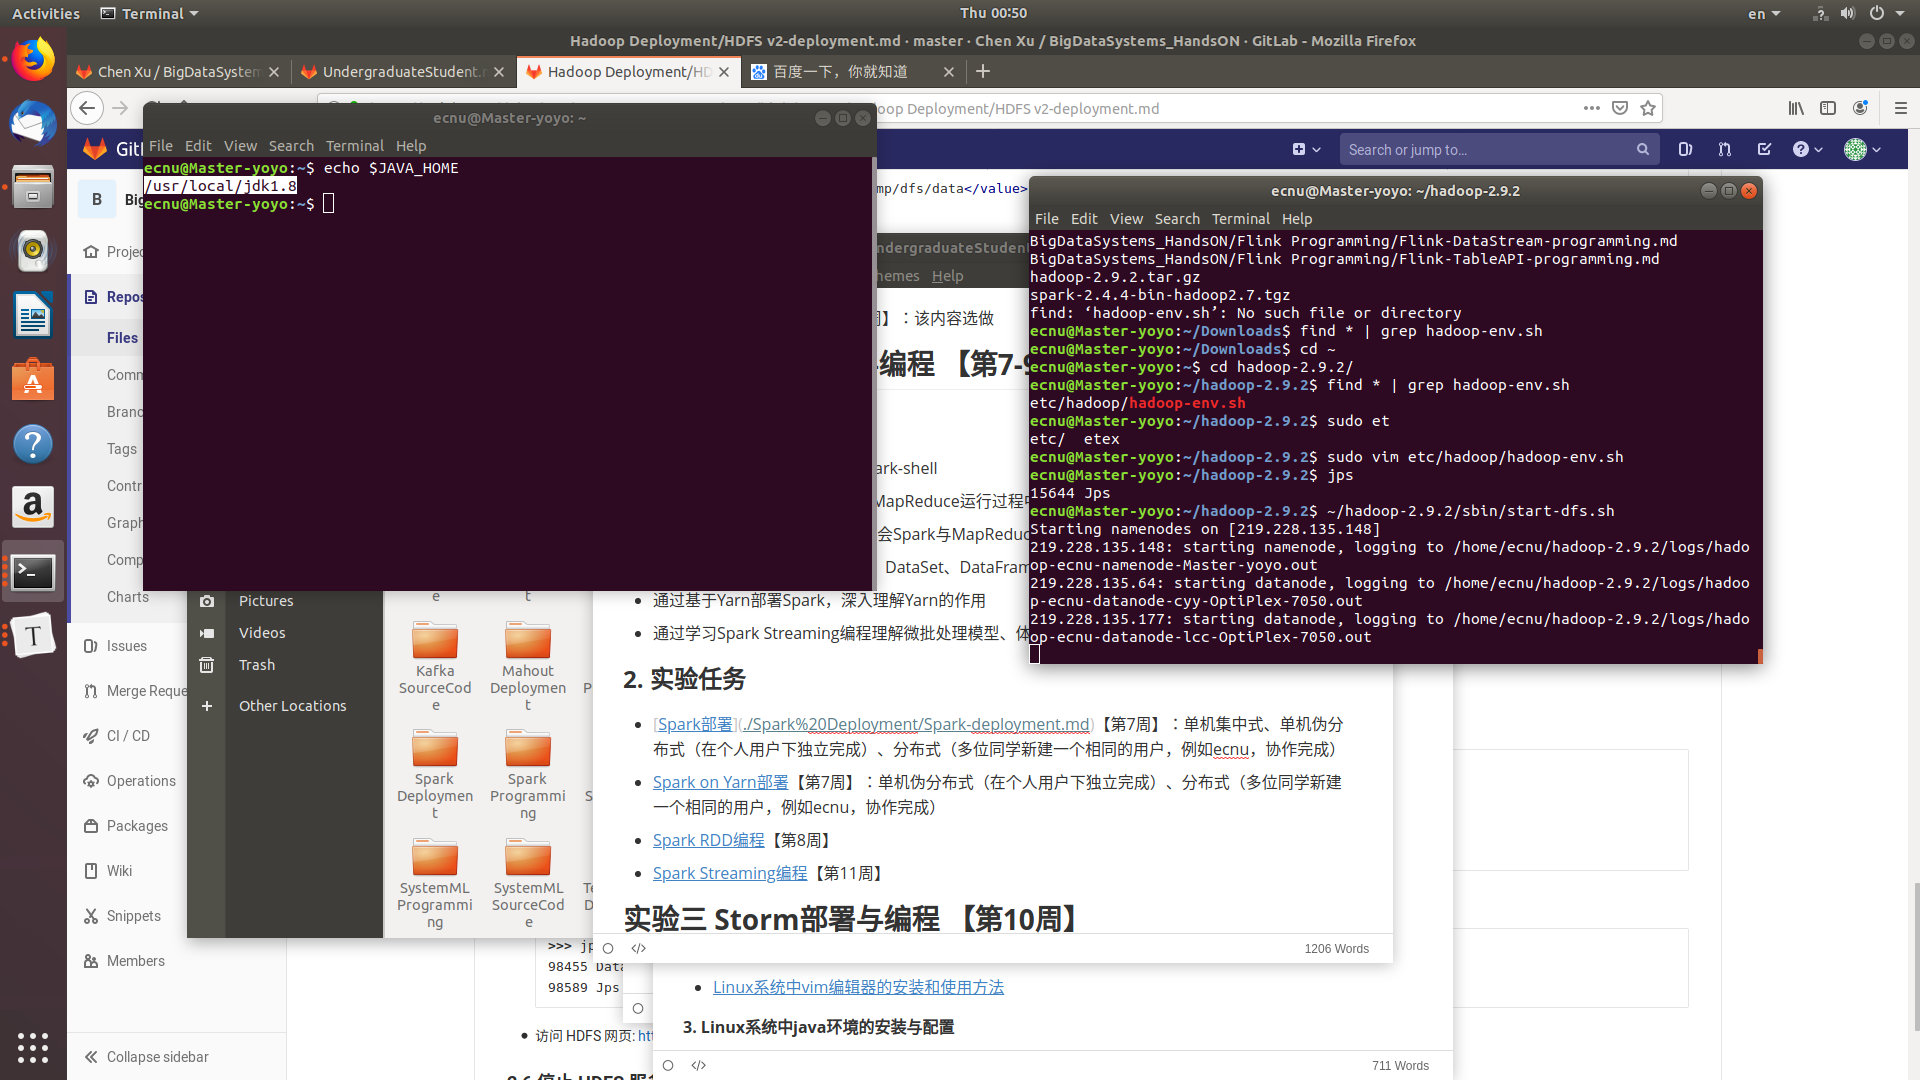 Activities
Terminal
Thu 00:50
en
Hadoop Deployment/HDFS v2-deployment.md · master · Chen Xu / BigDataSystems_HandsON · GitLab - Mozilla Firefox
Chen Xu / BigDataSystem
UndergraduateStudent.
Hadoop Deployment/HD
百度一下，你就知道
oop Deployment/HDFS v2-deployment.md
ecnu@Master-yoyo: ~
File Edit View Search Terminal Help
ecnu@Master-yoyo:~$ echo $JAVA_HOME
/usr/local/jdk1.8
ecnu@Master-yoyo:~$
Search or jump to...
B
Projec
Repos
Files
Comm
Branc
Tags
Contr
Graph
Comp
Charts
Issues
Merge Reque
CI / CD
Operations
Packages
Wiki
Snippets
Members
Collapse sidebar
mp/dfs/data</value>
ndergraduateStudent
hemes Help
】：该内容选做
编程 【第7-9
ark-shell
MapReduce运行过程中
会Spark与MapReduc
DataSet、DataFram
通过基于Yarn部署Spark，深入理解Yarn的作用
通过学习Spark Streaming编程理解微批处理模型、体
2. 实验任务
[Spark部署](./Spark%20Deployment/Spark-deployment.md)【第7周】：单机集中式、单机伪分
布式（在个人用户下独立完成）、分布式（多位同学新建一个相同的用户，例如ecnu，协作完成）
Spark on Yarn部署【第7周】：单机伪分布式（在个人用户下独立完成）、分布式（多位同学新建
一个相同的用户，例如ecnu，协作完成）
Spark RDD编程【第8周】
Spark Streaming编程【第11周】
实验三 Storm部署与编程 【第10周】
1206 Words
Pictures
Videos
Trash
Other Locations
e
t
Kafka
SourceCod
e
Mahout
Deploymen
t
Spark
Deploymen
t
Spark
Programmi
ng
SystemML
Programmi
ng
SystemML
SourceCod
e
ecnu@Master-yoyo: ~/hadoop-2.9.2
File Edit View Search Terminal Help
BigDataSystems_HandsON/Flink Programming/Flink-DataStream-programming.md
BigDataSystems_HandsON/Flink Programming/Flink-TableAPI-programming.md
hadoop-2.9.2.tar.gz
spark-2.4.4-bin-hadoop2.7.tgz
find: ‘hadoop-env.sh’: No such file or directory
ecnu@Master-yoyo:~/Downloads$ find * | grep hadoop-env.sh
ecnu@Master-yoyo:~/Downloads$ cd ~
ecnu@Master-yoyo:~$ cd hadoop-2.9.2/
ecnu@Master-yoyo:~/hadoop-2.9.2$ find * | grep hadoop-env.sh
etc/hadoop/hadoop-env.sh
ecnu@Master-yoyo:~/hadoop-2.9.2$ sudo et
etc/  etex
ecnu@Master-yoyo:~/hadoop-2.9.2$ sudo vim etc/hadoop/hadoop-env.sh
ecnu@Master-yoyo:~/hadoop-2.9.2$ jps
15644 Jps
ecnu@Master-yoyo:~/hadoop-2.9.2$ ~/hadoop-2.9.2/sbin/start-dfs.sh
Starting namenodes on [219.228.135.148]
219.228.135.148: starting namenode, logging to /home/ecnu/hadoop-2.9.2/logs/hado
op-ecnu-namenode-Master-yoyo.out
219.228.135.64: starting datanode, logging to /home/ecnu/hadoop-2.9.2/logs/hadoo
p-ecnu-datanode-cyy-OptiPlex-7050.out
219.228.135.177: starting datanode, logging to /home/ecnu/hadoop-2.9.2/logs/hado
op-ecnu-datanode-lcc-OptiPlex-7050.out
>>> jp
98455 Data
98589 Jps
访问 HDFS 网页: htt
Linux系统中vim编辑器的安装和使用方法
3. Linux系统中java环境的安装与配置
711 Words